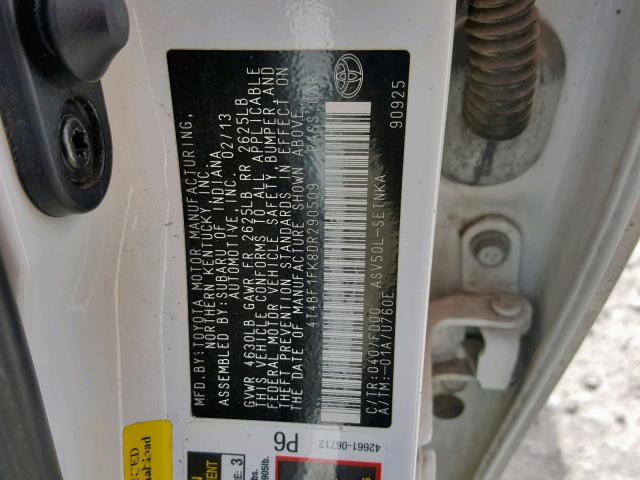 MFD.BY:TOYOTA MOTOR MANUFACTURING,
NORTHERN KENTUCKY, INC.
ASSEMBLED BY:SUBARU OF INDIANA
AUTOMOTIVE, INC. 02/13
GVWR 4630LB GAWR FR 2625LB RR 2625LB
THIS VEHICLE CONFORMS TO ALL APPLICABLE
FEDERAL MOTOR VEHICLE SAFETY, BUMPER AND
THEFT PREVENTION STANDARDS IN EFFECT ON
THE DATE OF MANUFACTURE SHOWN ABOVE.
4T4BF1FK8DR290509 PA6S CAR
C/TR:040/FD00 ASV50L-SETNKA
A/TM:-01A/U760E 90925
P6 42661-06712
3